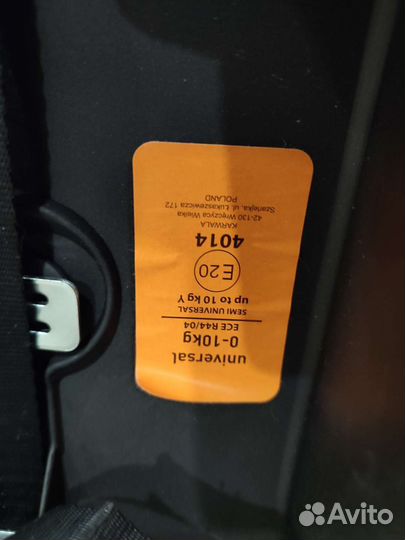 universal
0-10kg
ECE R44/04
SEMI UNIVERSAL
up to 10 kg Y
E20
4014
KARWALA
42-130 Wręczyca Wielka
Szarlejka, ul. Łukaszewicza 172
POLAND
Avito